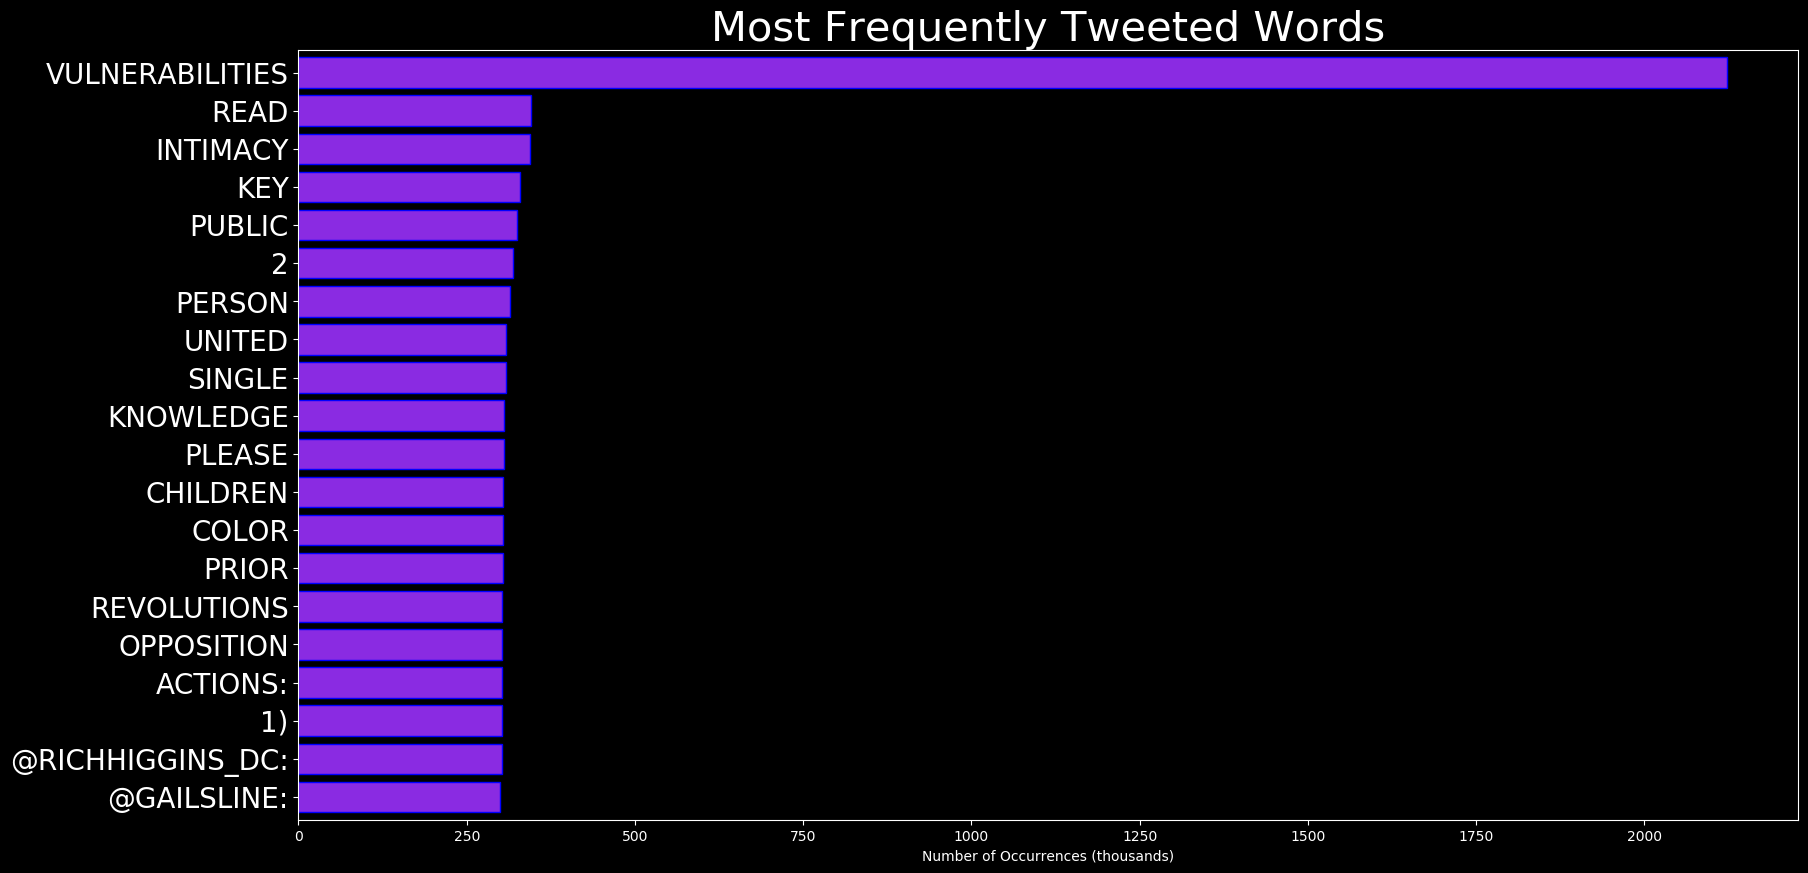 Most Frequently Tweeted Words
VULNERABILITIES
READ
INTIMACY
KEY
PUBLIC
2
PERSON
UNITED
SINGLE
KNOWLEDGE
PLEASE
CHILDREN
COLOR
PRIOR
REVOLUTIONS
OPPOSITION
ACTIONS:
1)
@RICHHIGGINS_DC:
@GAILSLINE:
0 250 500 750 1000 1250 1500 1750 2000
Number of Occurrences (thousands)